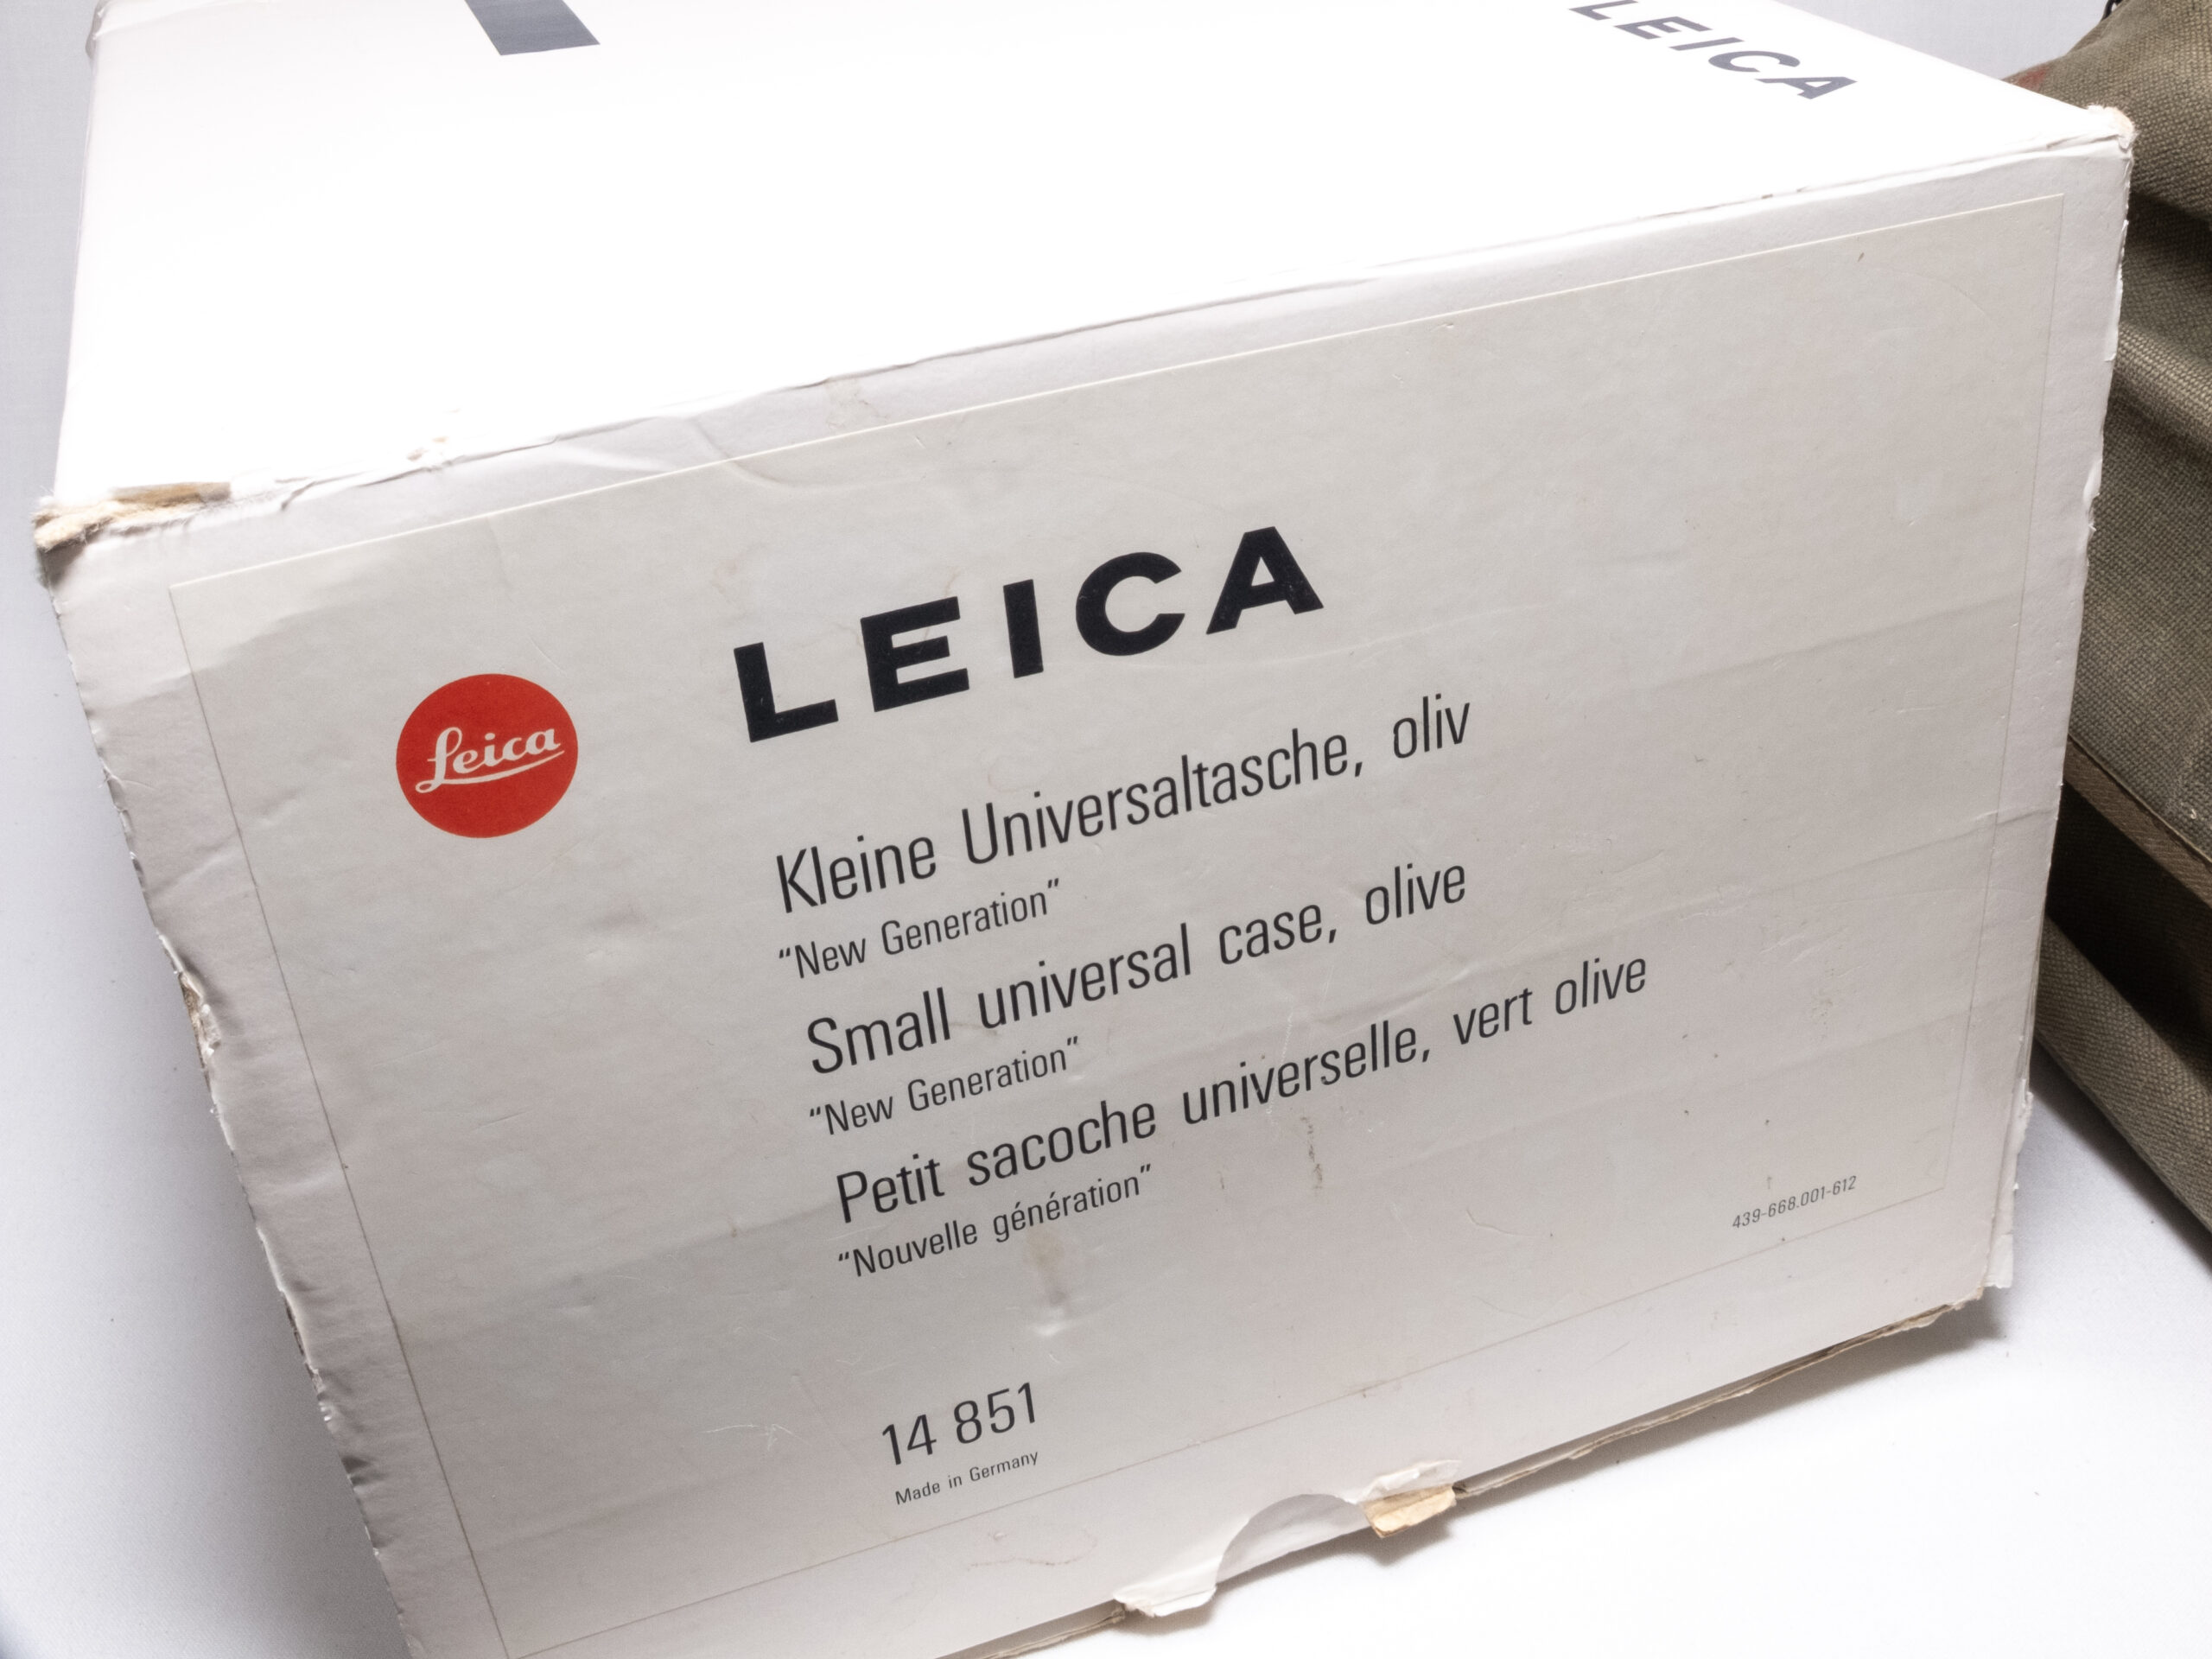 LEICA
Leica
LEICA
Kleine Universaltasche, oliv
“New Generation”
Small universal case, olive
“New Generation”
Petit sacoche universelle, vert olive
“Nouvelle génération”
439-668.001-612
14 851
Made in Germany